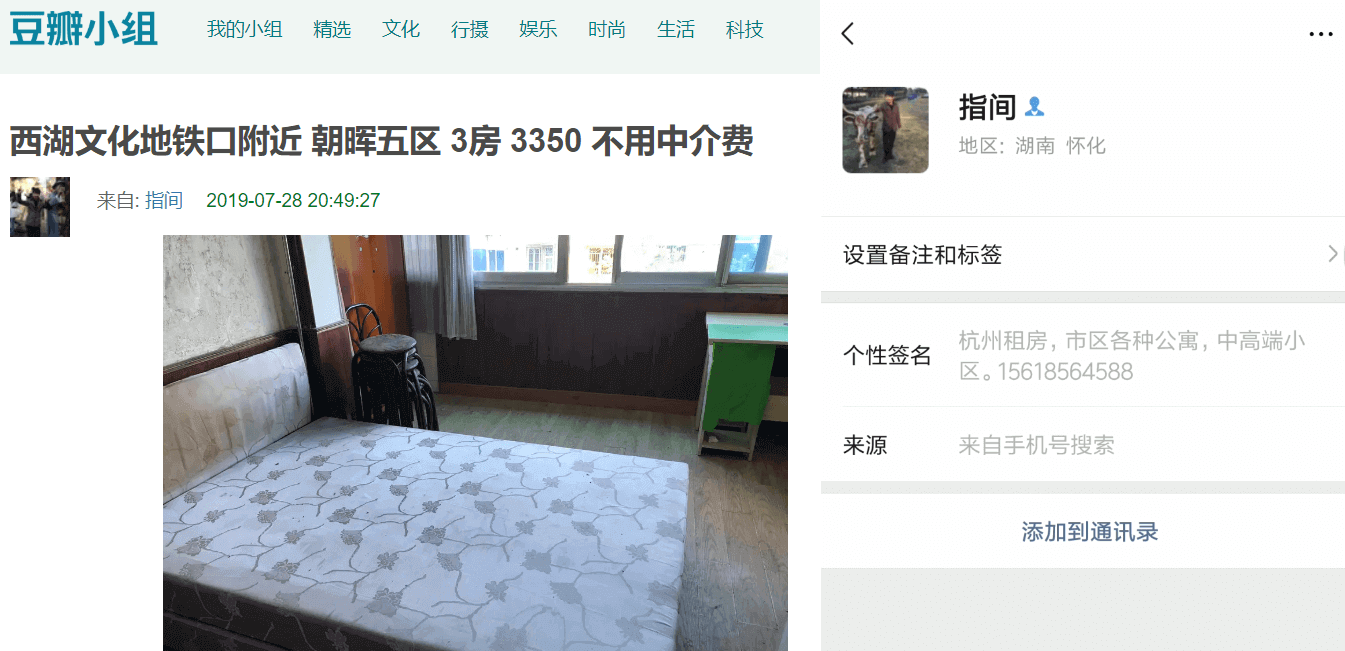 豆瓣小组
我的小组 精选 文化 行摄 娱乐 时尚 生活 科技
西湖文化地铁口附近 朝晖五区 3房 3350 不用中介费
来自: 指间 2019-07-28 20:49:27
指间
地区: 湖南 怀化
设置备注和标签
个性签名
杭州租房, 市区各种公寓, 中高端小
区。15618564588
来源
来自手机号搜索
添加到通讯录